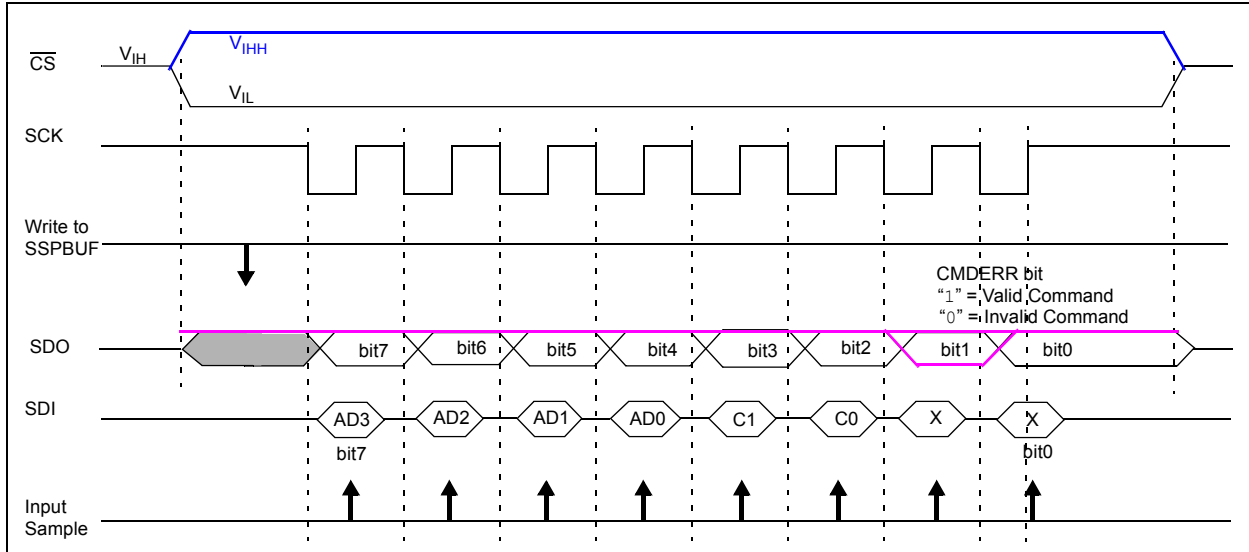 CS
VIH
VIHH
VIL
SCK
Write to
SSPBUF
CMDERR bit
“1” = Valid Command
“0” = Invalid Command
SDO
bit7 bit6 bit5 bit4 bit3 bit2 bit1 bit0
SDI
AD3 AD2 AD1 AD0 C1 C0 X X
bit7 bit0
Input
Sample